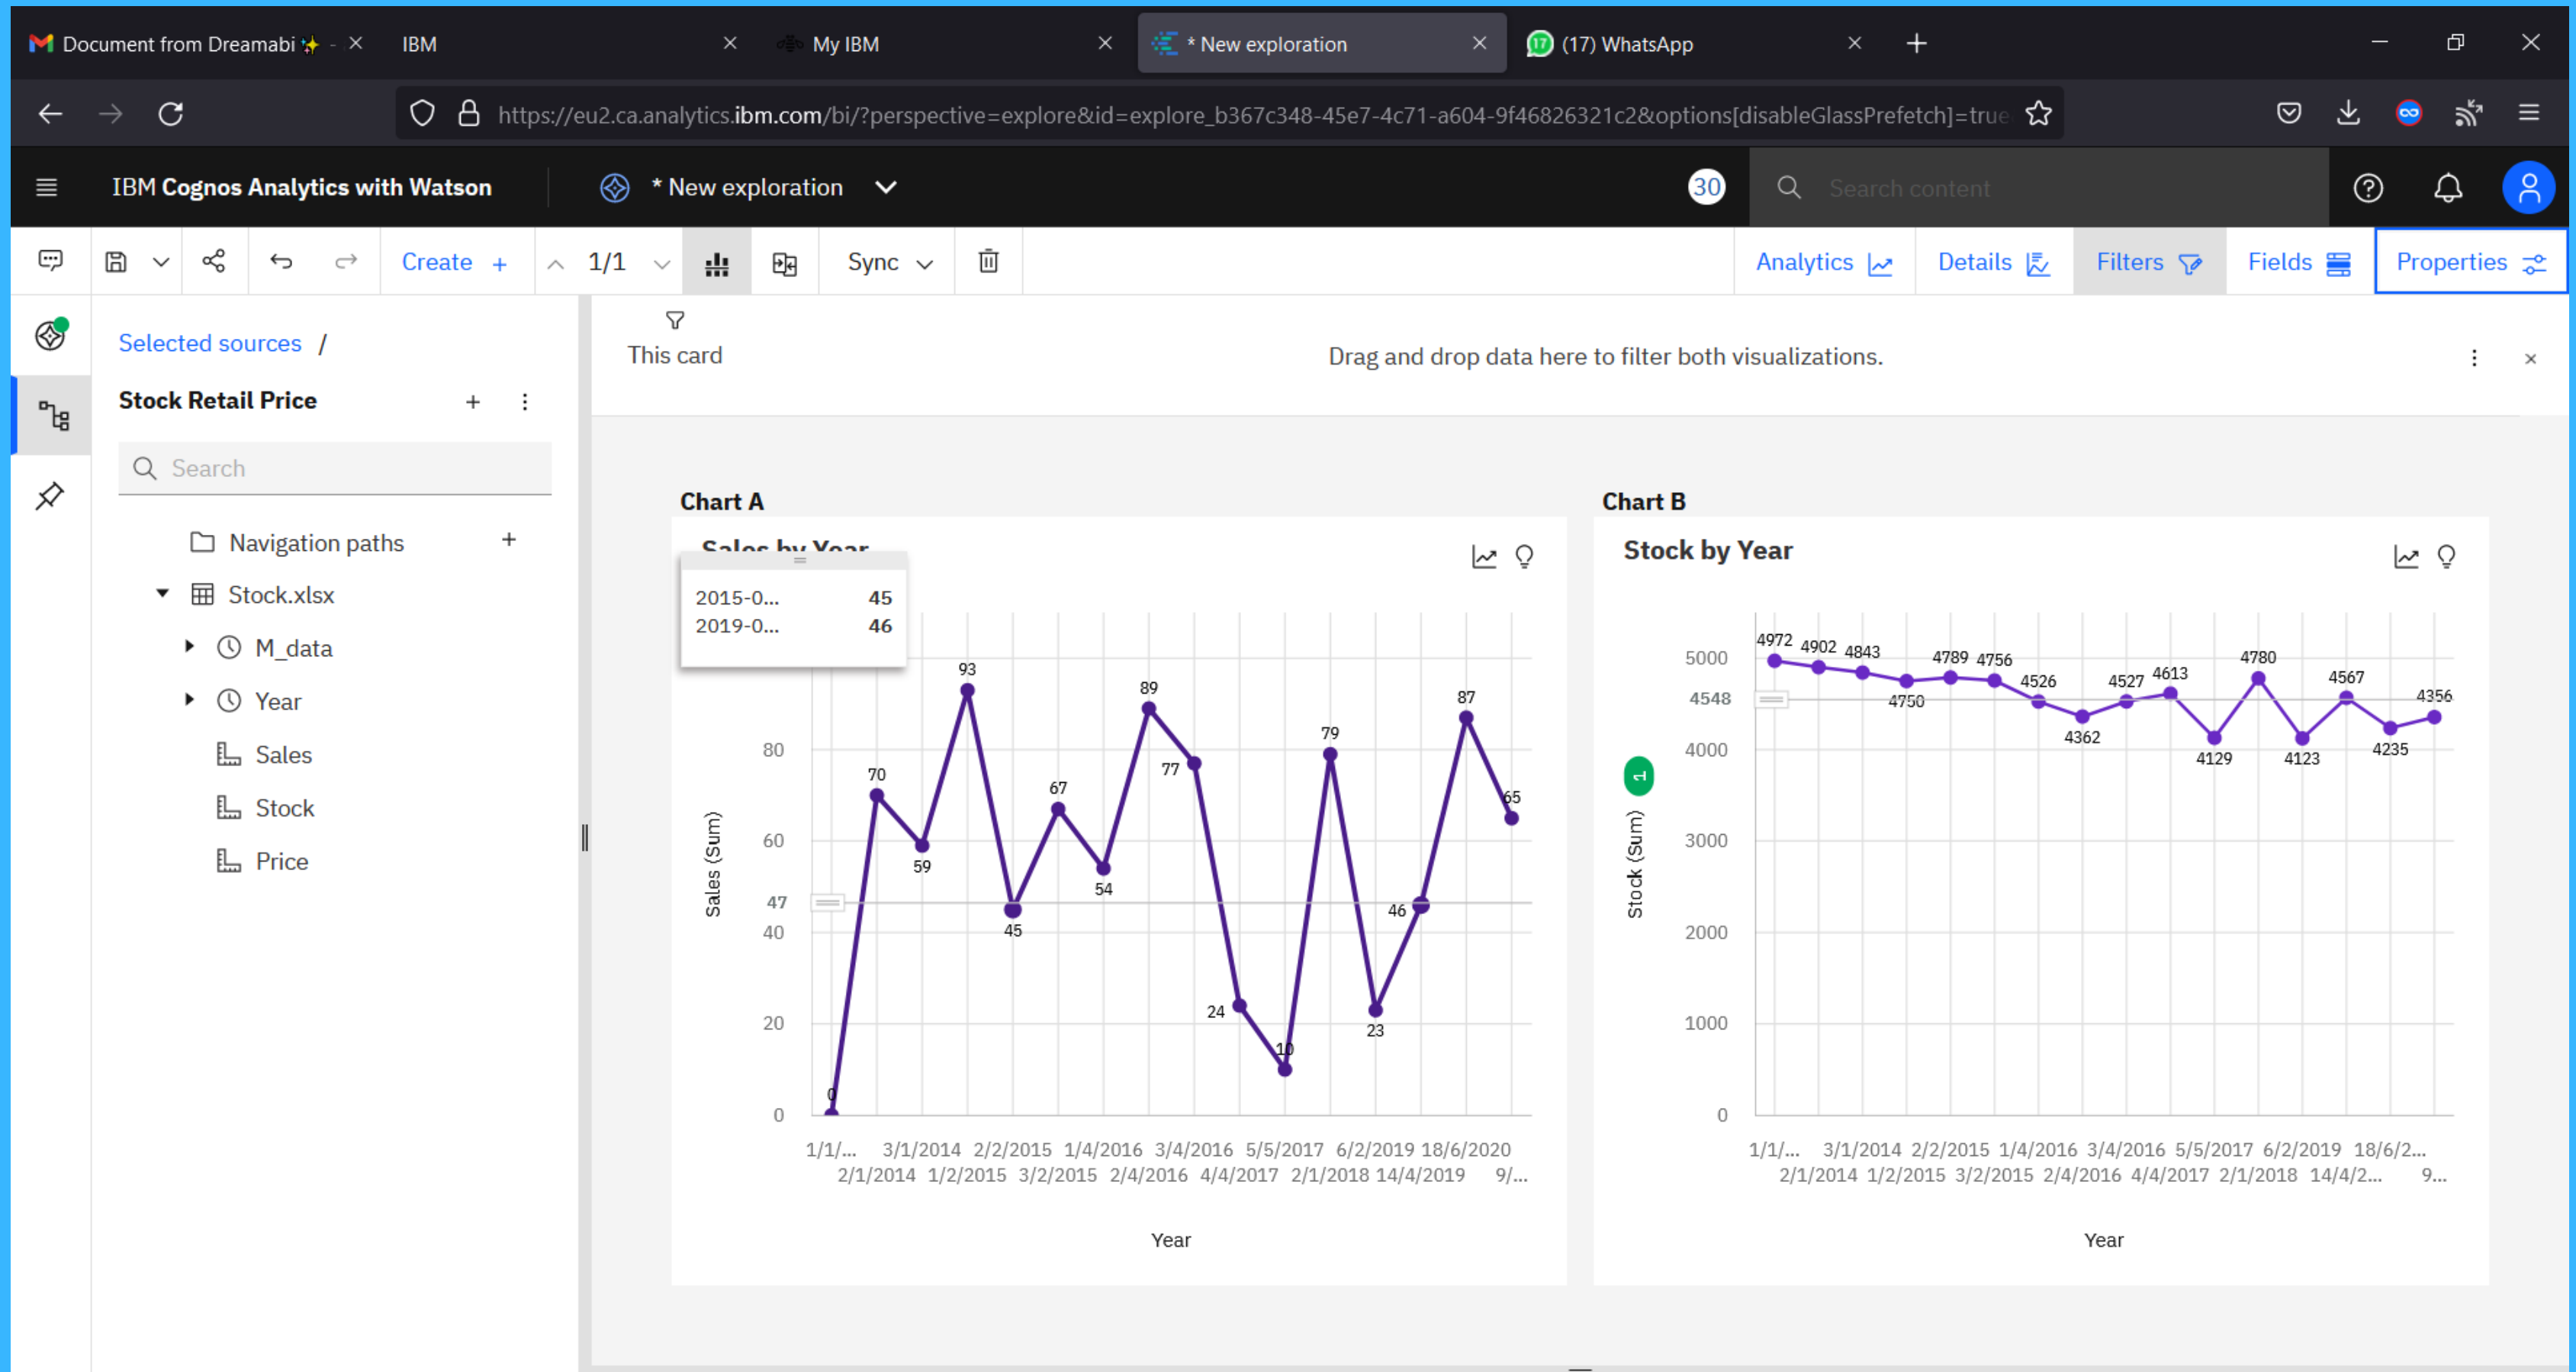 Document from Dreamabi ✨ -
IBM
My IBM
* New exploration
17 (17) WhatsApp
https://eu2.ca.analytics.ibm.com/bi/?perspective=explore&id=explore_b367c348-45e7-4c71-a604-9f46826321c2&options[disableGlassPrefetch]=true
IBM Cognos Analytics with Watson
* New exploration
30
Search content
Create +
1/1
Sync
Analytics
Details
Filters
Fields
Properties
Selected sources /
Stock Retail Price
Search
Navigation paths
Stock.xlsx
M_data
Year
Sales
Stock
Price
This card
Drag and drop data here to filter both visualizations.
Chart A
Sales by Year
2015-0... 45
2019-0... 46
Sales (Sum)
80
60
47
40
20
0
0
70
59
93
45
67
54
89
77
24
10
79
23
46
87
65
1/1/... 3/1/2014 2/2/2015 1/4/2016 3/4/2016 5/5/2017 6/2/2019 18/6/2020
2/1/2014 1/2/2015 3/2/2015 2/4/2016 4/4/2017 2/1/2018 14/4/2019 9/...
Year
Chart B
Stock by Year
1
Stock (Sum)
5000
4548
4000
3000
2000
1000
0
4972
4902
4843
4750
4789
4756
4526
4362
4527
4613
4129
4780
4123
4567
4235
4356
1/1/... 3/1/2014 2/2/2015 1/4/2016 3/4/2016 5/5/2017 6/2/2019 18/6/2...
2/1/2014 1/2/2015 3/2/2015 2/4/2016 4/4/2017 2/1/2018 14/4/2... 9...
Year